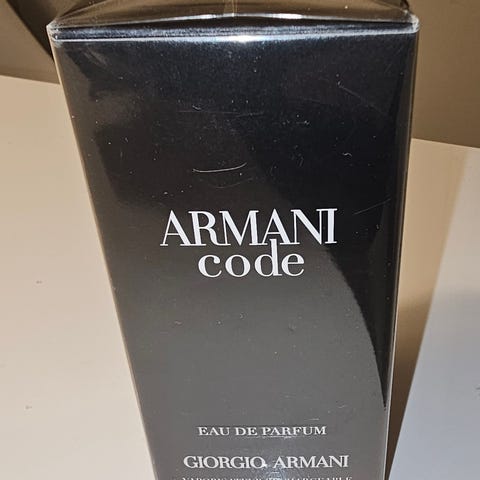 ARMANI
code
EAU DE PARFUM
GIORGIO ARMANI